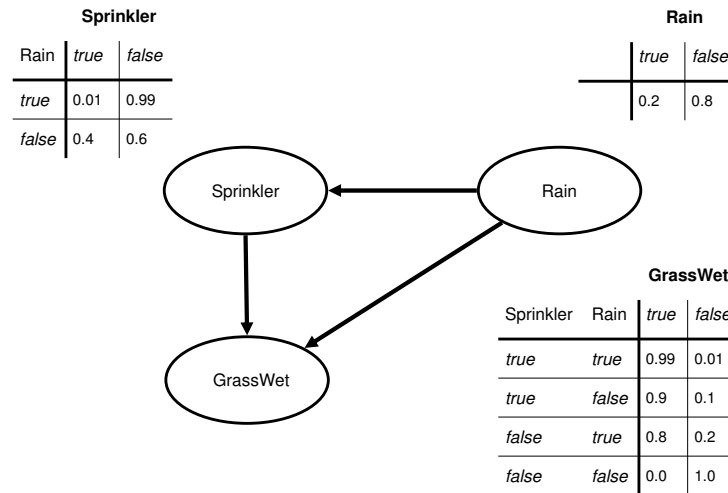 Sprinkler
Rain true false
true 0.01 0.99
false 0.4 0.6
Rain
true false
0.2 0.8
Sprinkler
Rain
GrassWet
GrassWet
Sprinkler Rain true false
true true 0.99 0.01
true false 0.9 0.1
false true 0.8 0.2
false false 0.0 1.0